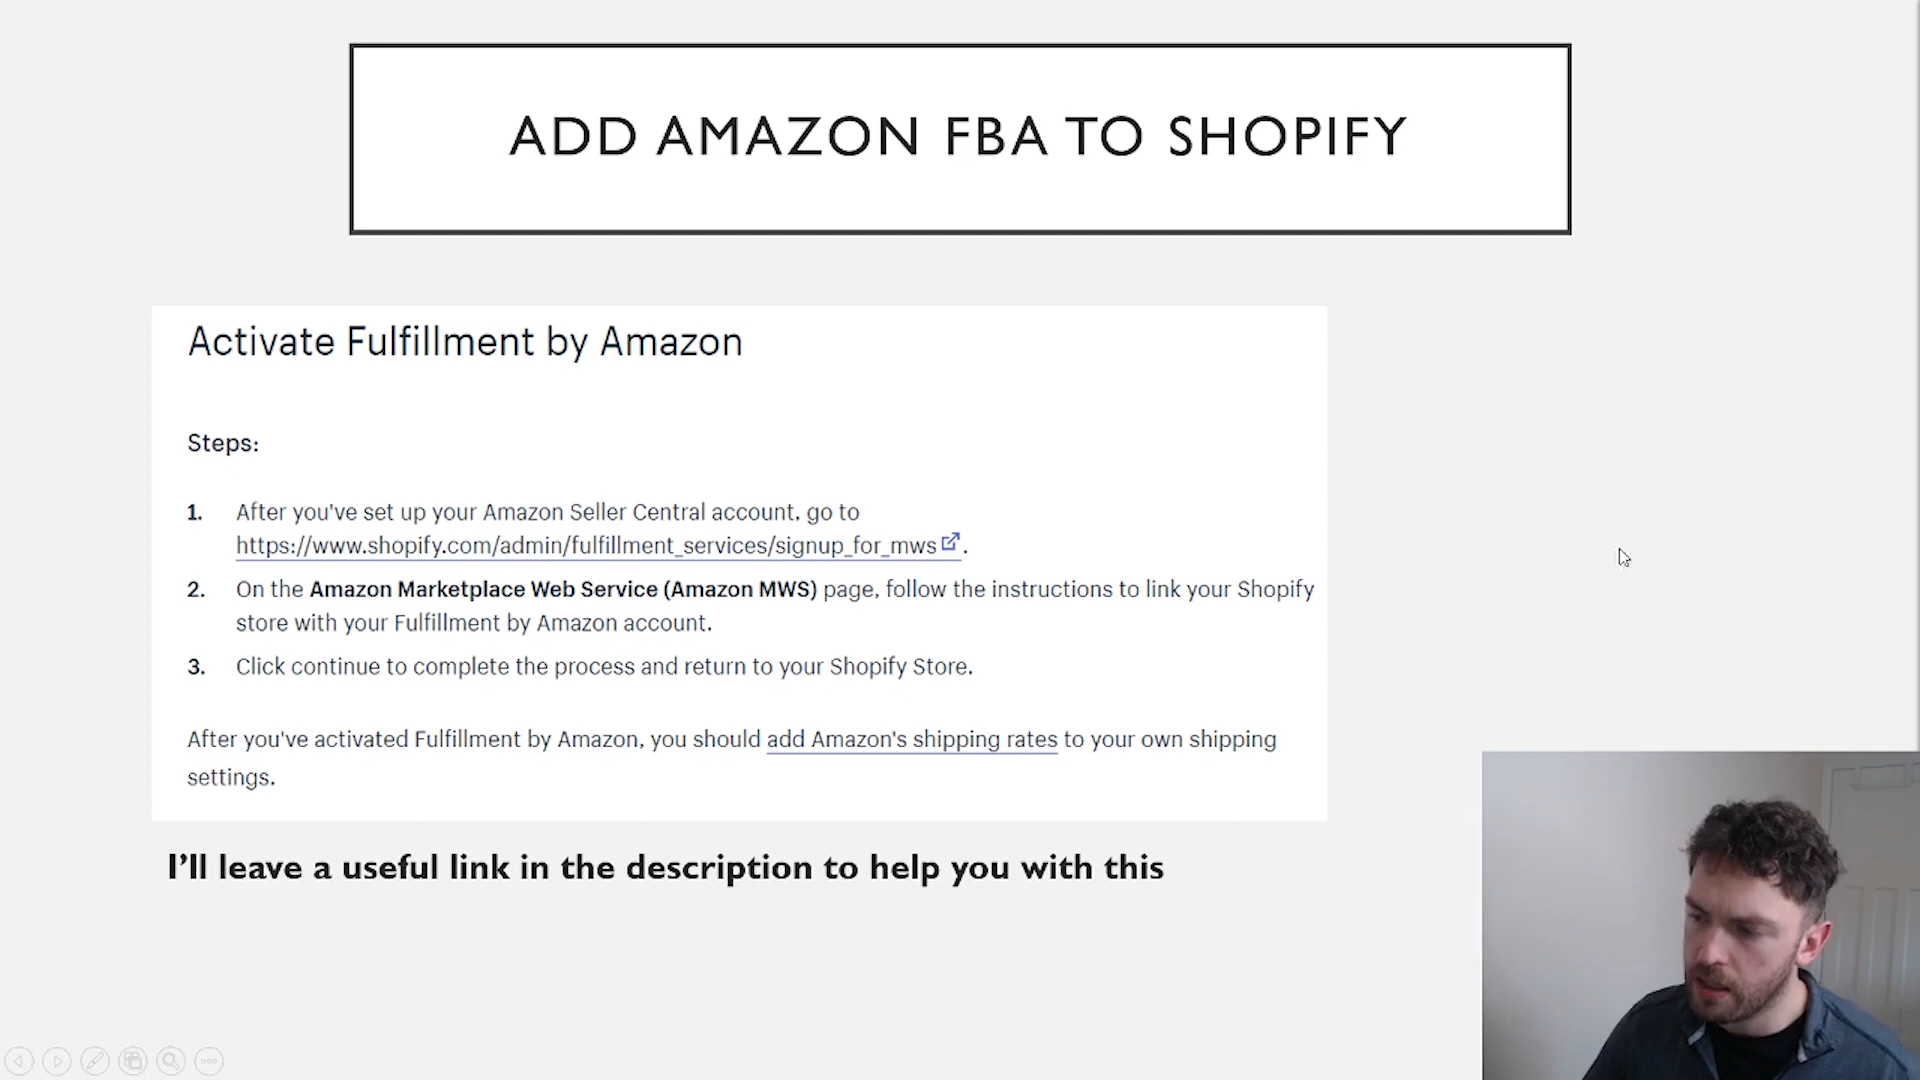 ADD AMAZON FBA TO SHOPIFY
Activate Fulfillment by Amazon
Steps:
1. After you've set up your Amazon Seller Central account, go to
https://www.shopify.com/admin/fulfillment_services/signup_for_mws.
2. On the Amazon Marketplace Web Service (Amazon MWS) page, follow the instructions to link your Shopify
store with your Fulfillment by Amazon account.
3. Click continue to complete the process and return to your Shopify Store.
After you've activated Fulfillment by Amazon, you should add Amazon's shipping rates to your own shipping
settings.
I'll leave a useful link in the description to help you with this